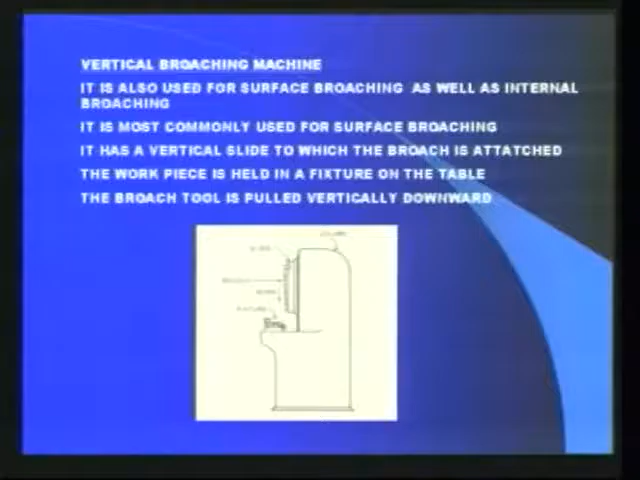 VERTICAL BROACHING MACHINE
IT IS ALSO USED FOR SURFACE BROACHING AS WELL AS INTERNAL
BROACHING
IT IS MOST COMMONLY USED FOR SURFACE BROACHING
IT HAS A VERTICAL SLIDE TO WHICH THE BROACH IS ATTATCHED
THE WORK PIECE IS HELD IN A FIXTURE ON THE TABLE
THE BROACH TOOL IS PULLED VERTICALLY DOWNWARD